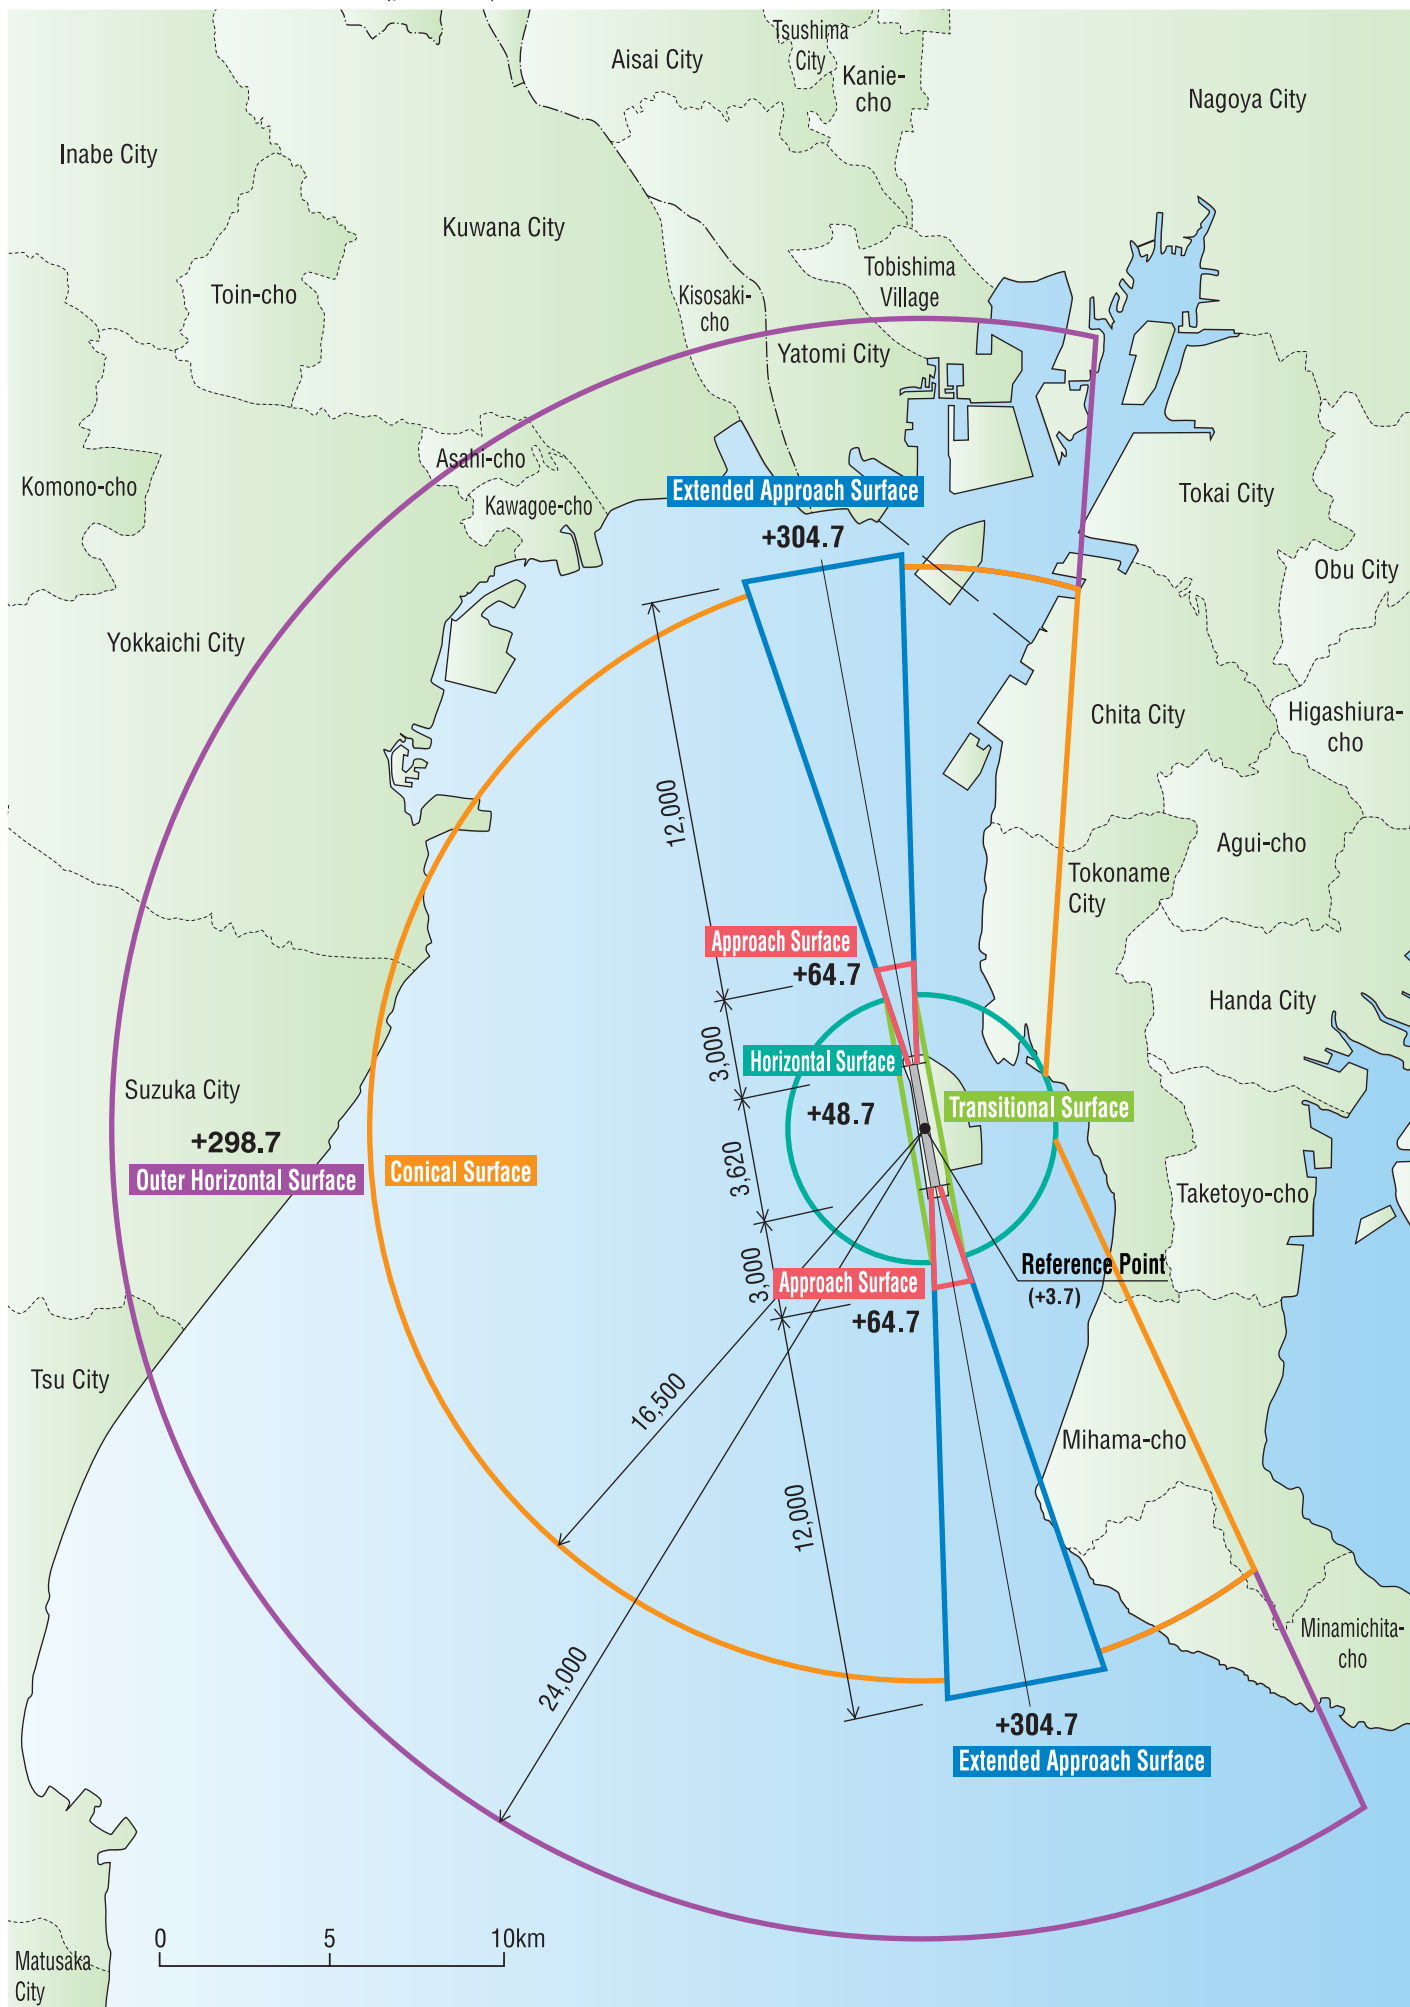 Tsushima
City
Aisai City
Kanie-
cho
Nagoya City
Inabe City
Kuwana City
Tobishima
Village
Toin-cho
Kisosaki-
cho
Yatomi City
Asahi-cho
Komono-cho
Kawagoe-cho
Extended Approach Surface
+304.7
Tokai City
Obu City
Yokkaichi City
Chita City
Higashiura-
cho
12,000
Agui-cho
Tokoname
City
Approach Surface
+64.7
Handa City
3,000
Horizontal Surface
+48.7
Transitional Surface
Suzuka City
+298.7
Outer Horizontal Surface
Conical Surface
3,620
Taketoyo-cho
3,000
Approach Surface
+64.7
Reference Point
(+3.7)
Tsu City
16,500
Mihama-cho
12,000
24,000
Minamichita-
cho
+304.7
Extended Approach Surface
0 5 10km
Matusaka
City